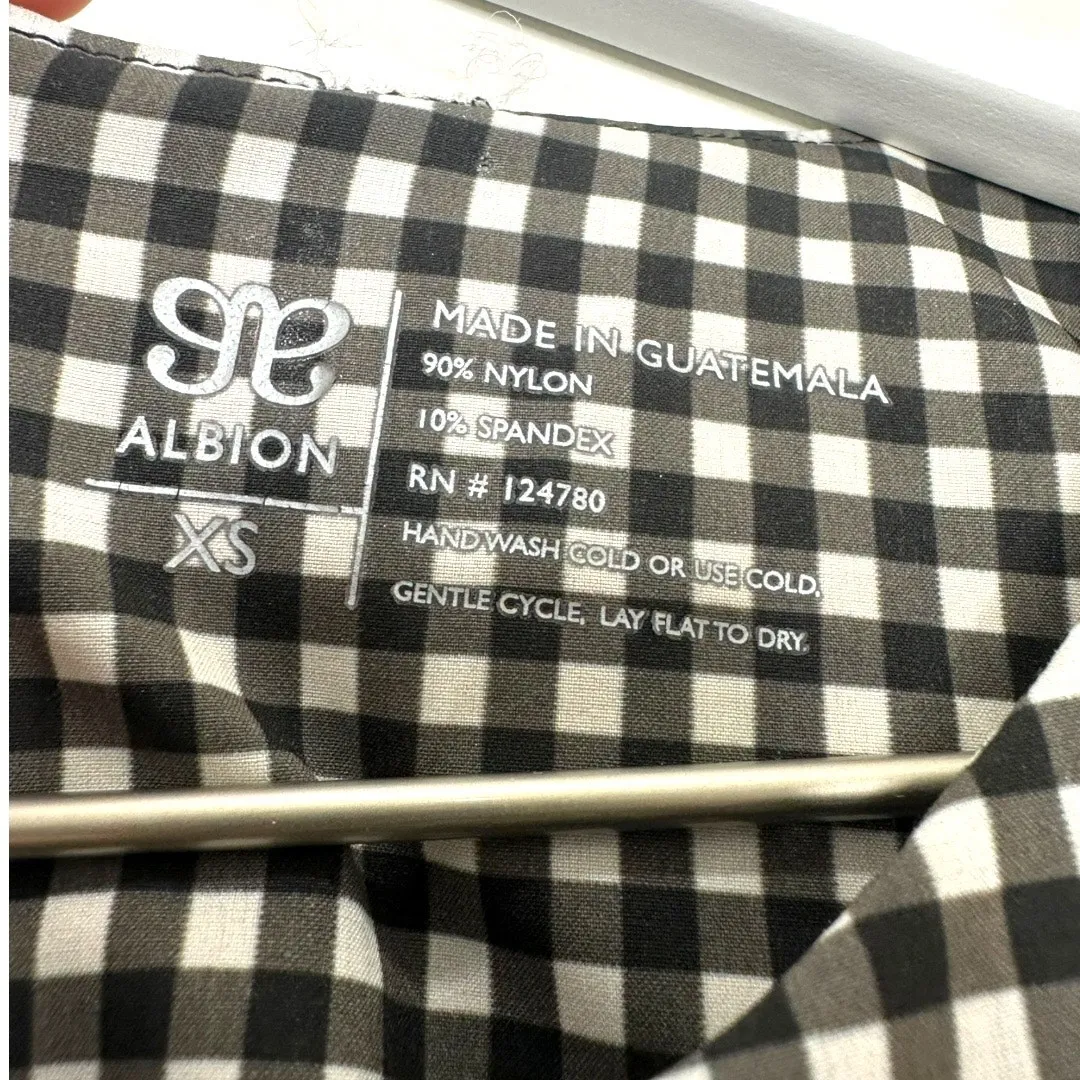 ALBION
XS
MADE IN GUATEMALA
90% NYLON
10% SPANDEX
RN # 124780
HAND WASH COLD OR USE COLD,
GENTLE CYCLE, LAY FLAT TO DRY.